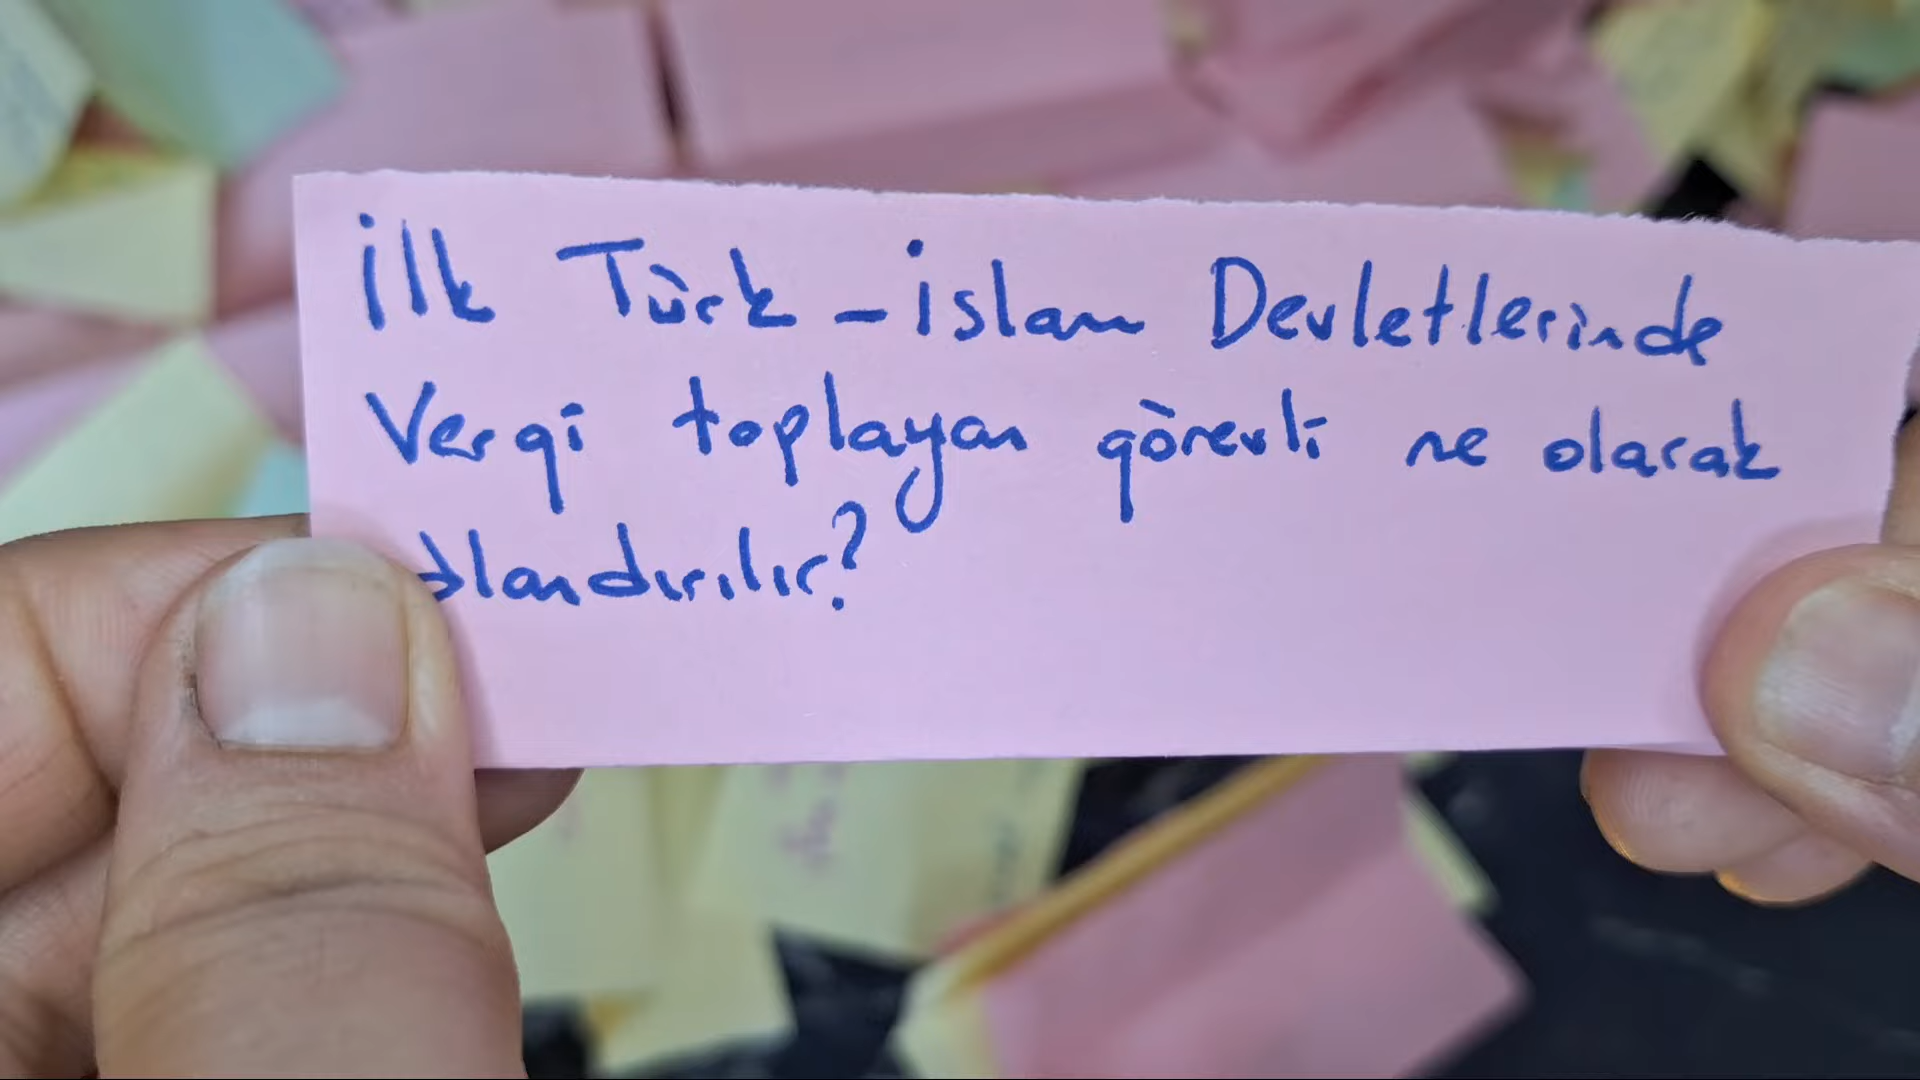 İlk Türk-İslam Devletlerinde
Vergi toplayan görevli ne olarak
adlandırılır?